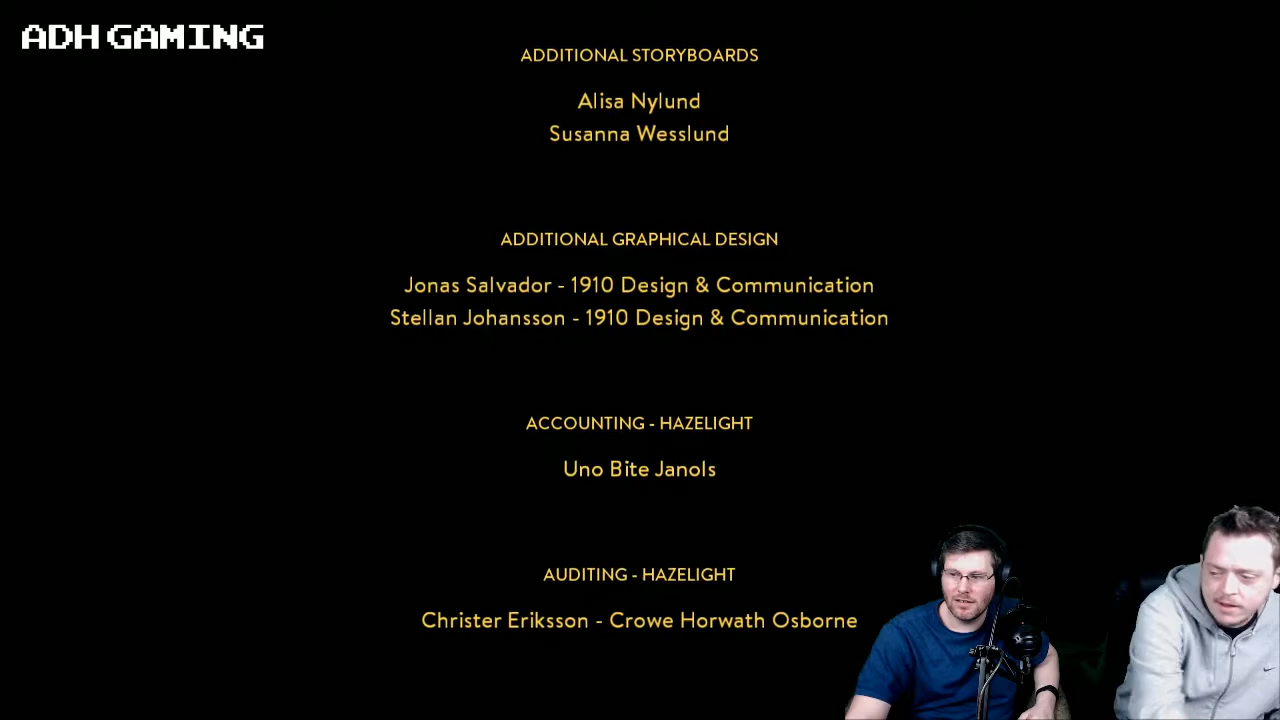 ADH GAMING
ADDITIONAL STORYBOARDS
Alisa Nylund
Susanna Wesslund
ADDITIONAL GRAPHICAL DESIGN
Jonas Salvador - 1910 Design & Communication
Stellan Johansson - 1910 Design & Communication
ACCOUNTING - HAZELIGHT
Uno Bite Janols
AUDITING - HAZELIGHT
Christer Eriksson - Crowe Horwath Osborne